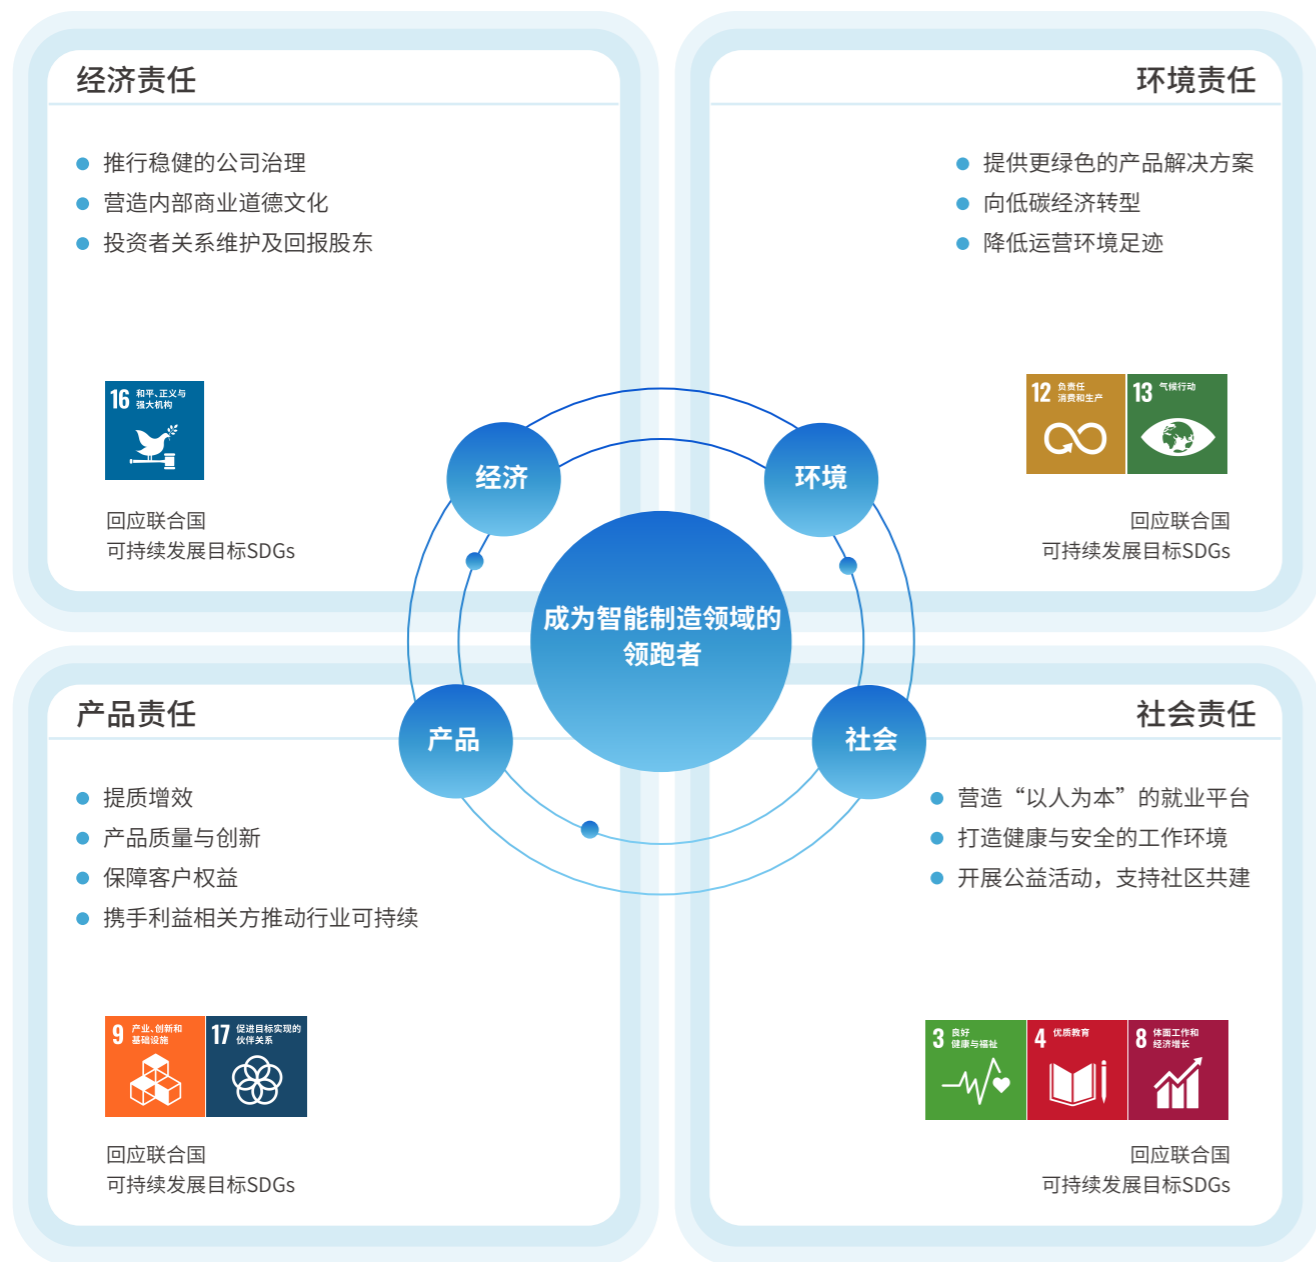 经济责任
推行稳健的公司治理
营造内部商业道德文化
投资者关系维护及回报股东
16 和平、正义与
强大机构
回应联合国
可持续发展目标SDGs
环境责任
提供更绿色的产品解决方案
向低碳经济转型
降低运营环境足迹
12 负责任
消费和生产
13 气候行动
回应联合国
可持续发展目标SDGs
经济
环境
成为智能制造领域的
领跑者
产品
社会
产品责任
提质增效
产品质量与创新
保障客户权益
携手利益相关方推动行业可持续
9 产业、创新和
基础设施
17 促进目标实现的
伙伴关系
回应联合国
可持续发展目标SDGs
社会责任
营造“以人为本”的就业平台
打造健康与安全的工作环境
开展公益活动，支持社区共建
3 良好
健康与福祉
4 优质教育
8 体面工作和
经济增长
回应联合国
可持续发展目标SDGs